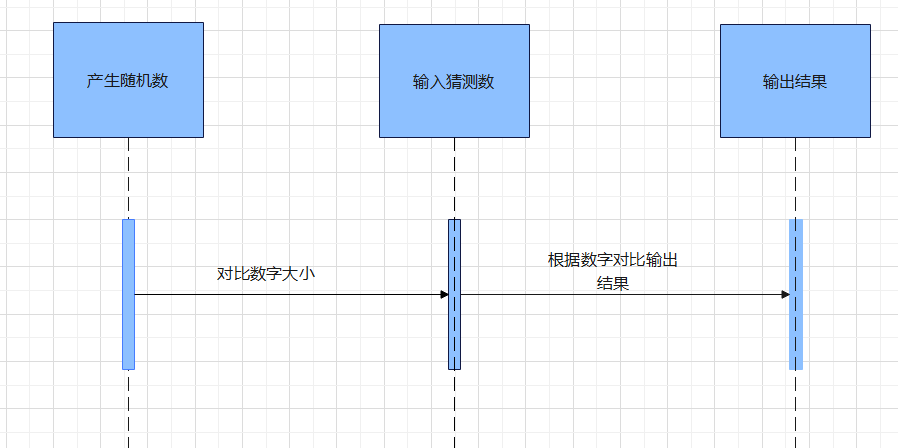 产生随机数
输入猜测数
输出结果
对比数字大小
根据数字对比输出
结果